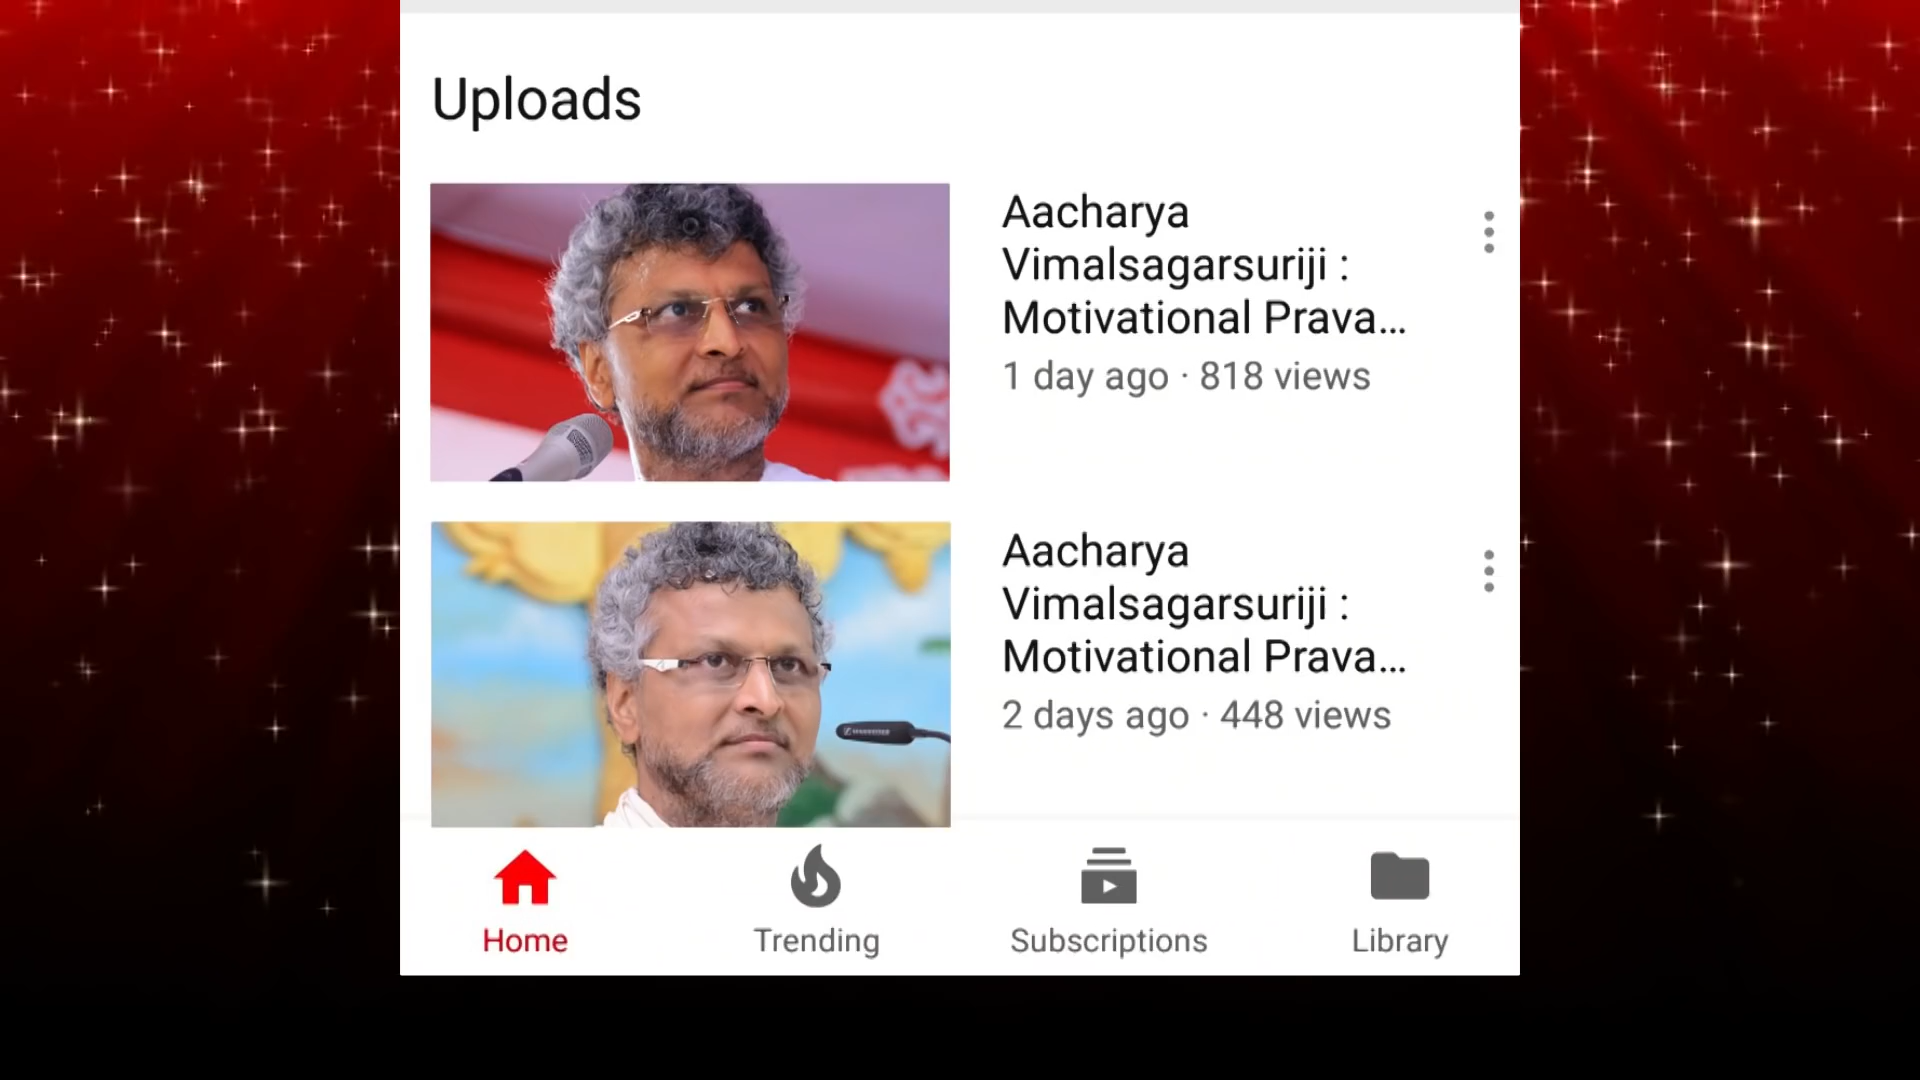 Uploads
Aacharya
Vimalsagarsuriji :
Motivational Prava...
1 day ago · 818 views
Aacharya
Vimalsagarsuriji :
Motivational Prava...
2 days ago · 448 views
Home
Trending
Subscriptions
Library